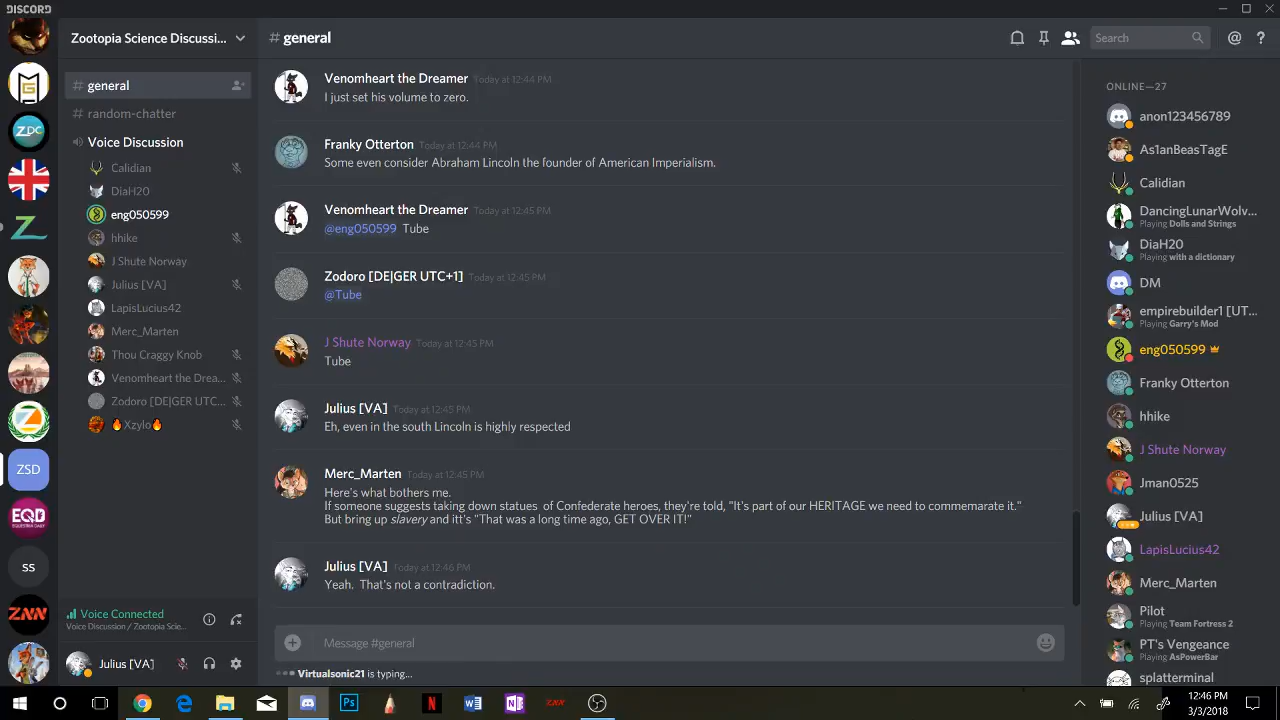 DISCORD
Zootopia Science Discussi...
# general
Search
@
?
# general
# random-chatter
Voice Discussion
Calidian
DiaH20
eng050599
hhike
J Shute Norway
Julius [VA]
LapisLucius42
Merc_Marten
Thou Craggy Knob
Venomheart the Drea...
Zodoro [DE|GER UTC...
🔥Xzylo🔥
Voice Connected
Voice Discussion / Zootopia Scie...
Julius [VA]
ZDC
ZSD
EQD
EQUESTRIA DAILY
ss
ZNN
Venomheart the Dreamer Today at 12:44 PM
I just set his volume to zero.
Franky Otterton Today at 12:44 PM
Some even consider Abraham Lincoln the founder of American Imperialism.
Venomheart the Dreamer Today at 12:45 PM
@eng050599 Tube
Zodoro [DE|GER UTC+1] Today at 12:45 PM
@Tube
J Shute Norway Today at 12:45 PM
Tube
Julius [VA] Today at 12:45 PM
Eh, even in the south Lincoln is highly respected
Merc_Marten Today at 12:45 PM
Here's what bothers me.
If someone suggests taking down statues of Confederate heroes, they're told, "It's part of our HERITAGE we need to commemarate it."
But bring up slavery and iit's "That was a long time ago, GET OVER IT!"
Julius [VA] Today at 12:46 PM
Yeah. That's not a contradiction.
Message #general
Virtualsonic21 is typing...
ONLINE—27
anon123456789
As1anBeasTagE
Calidian
DancingLunarWolv...
Playing Dolls and Strings
DiaH20
Playing with a dictionary
DM
empirebuilder1 [UT...
Playing Garry's Mod
eng050599
Franky Otterton
hhike
J Shute Norway
Jman0525
Julius [VA]
LapisLucius42
Merc_Marten
Pilot
Playing Team Fortress 2
PT's Vengeance
Playing AsPowerBar
splatterminal
Ps
N
W
N
ZNN
12:46 PM
3/3/2018